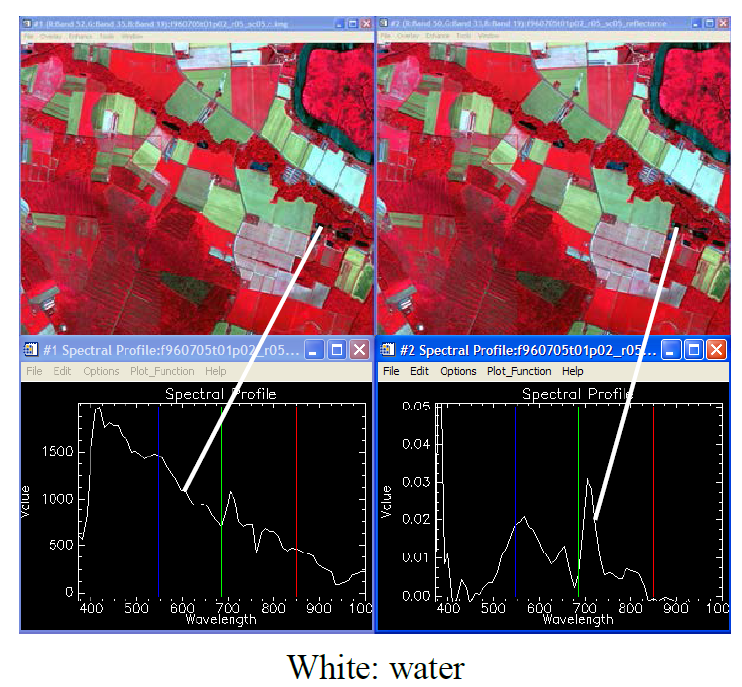 #1 (R:Band 52,G:Band 33,B:Band 19):f960705t01p02_r05_sc05.c.img
File Overlay Enhance Tools Window
#2 (R:Band 50,G:Band 33,B:Band 19):f960705t01p02_r05_sc05_reflectance
File Overlay Enhance Tools Window
#1 Spectral Profile:f960705t01p02_r05...
File Edit Options Plot_Function Help
Spectral Profile
Value
1500
1000
500
0
400 500 600 700 800 900 100
Wavelength
#2 Spectral Profile:f960705t01p02_r05...
File Edit Options Plot_Function Help
Spectral Profile
Value
0.05
0.04
0.03
0.02
0.01
0.00
400 500 600 700 800 900 100
Wavelength
White: water